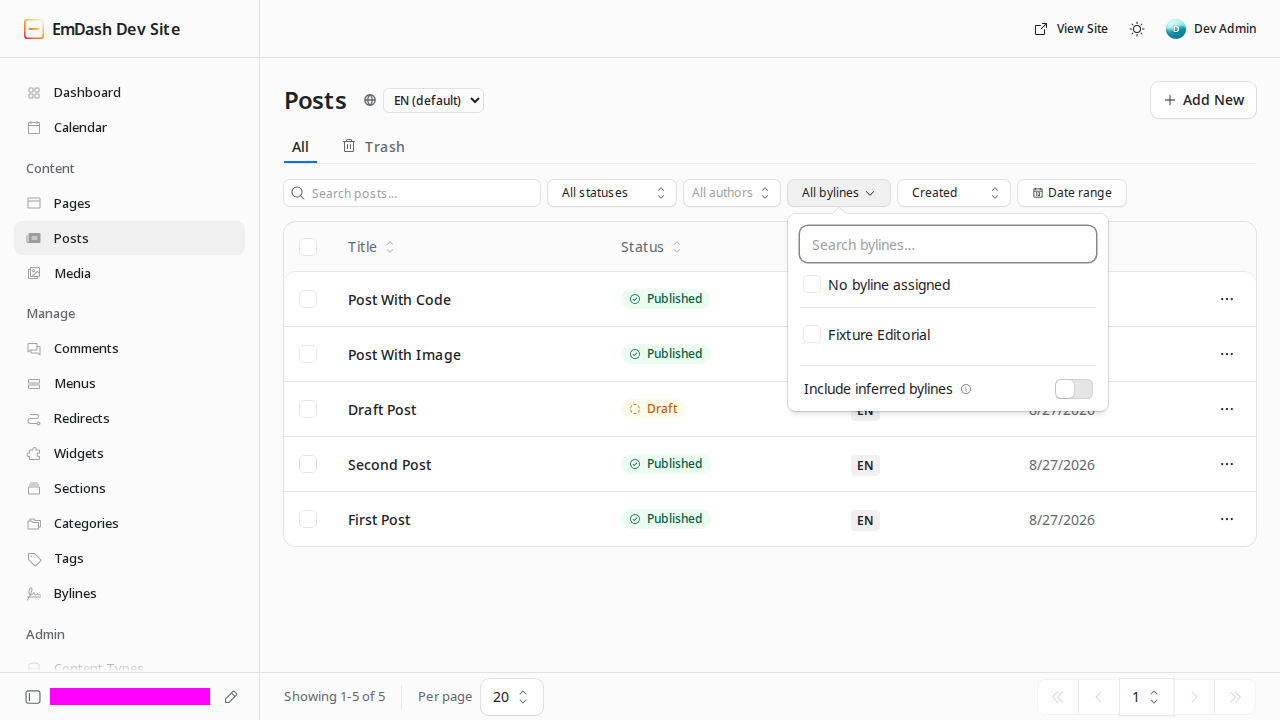 EmDash Dev Site
View Site
Dev Admin
Dashboard
Calendar
Content
Pages
Posts
Media
Manage
Comments
Menus
Redirects
Widgets
Sections
Categories
Tags
Bylines
Admin
Content Types
Posts
EN (default)
Add New
All
Trash
Search posts...
All statuses
All authors
All bylines
Created
Date range
Title
Status
Search bylines...
No byline assigned
Fixture Editorial
Include inferred bylines
Post With Code
Published
Post With Image
Published
Draft Post
Draft
EN
8/27/2026
Second Post
Published
EN
8/27/2026
First Post
Published
EN
8/27/2026
Showing 1-5 of 5
Per page
20
1